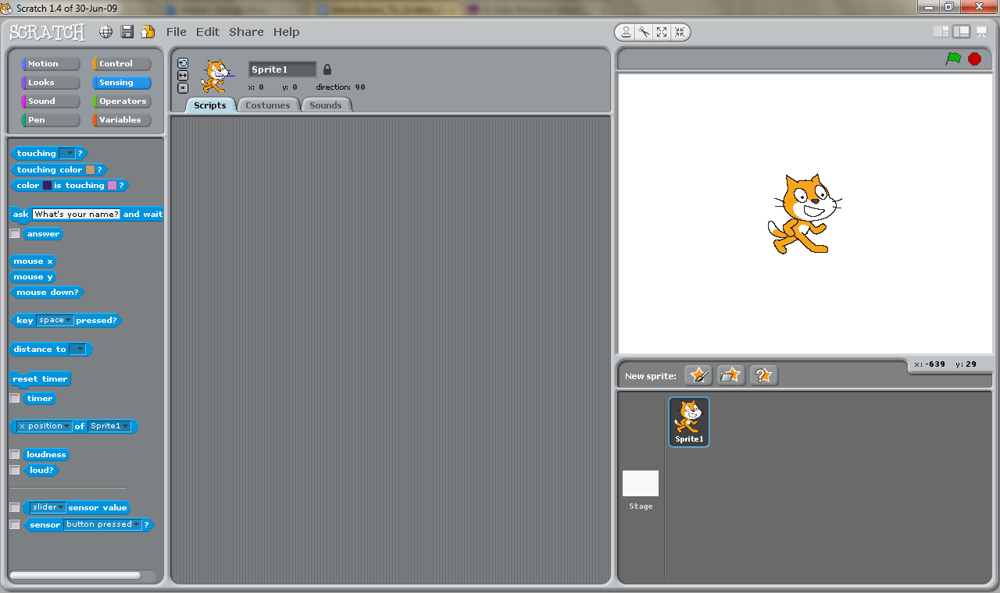 Scratch 1.4 of 30-Jun-09
SCRATCH
File Edit Share Help
Motion Control
Looks Sensing
Sound Operators
Pen Variables
Sprite1
x: 0 y: 0 direction: 90
Scripts Costumes Sounds
touching ?
touching color ?
color is touching ?
ask What's your name? and wait
answer
mouse x
mouse y
mouse down?
key space pressed?
distance to
reset timer
timer
x position of Sprite1
loudness
loud?
slider sensor value
sensor button pressed ?
x: -639 y: 29
New sprite:
Sprite1
Stage